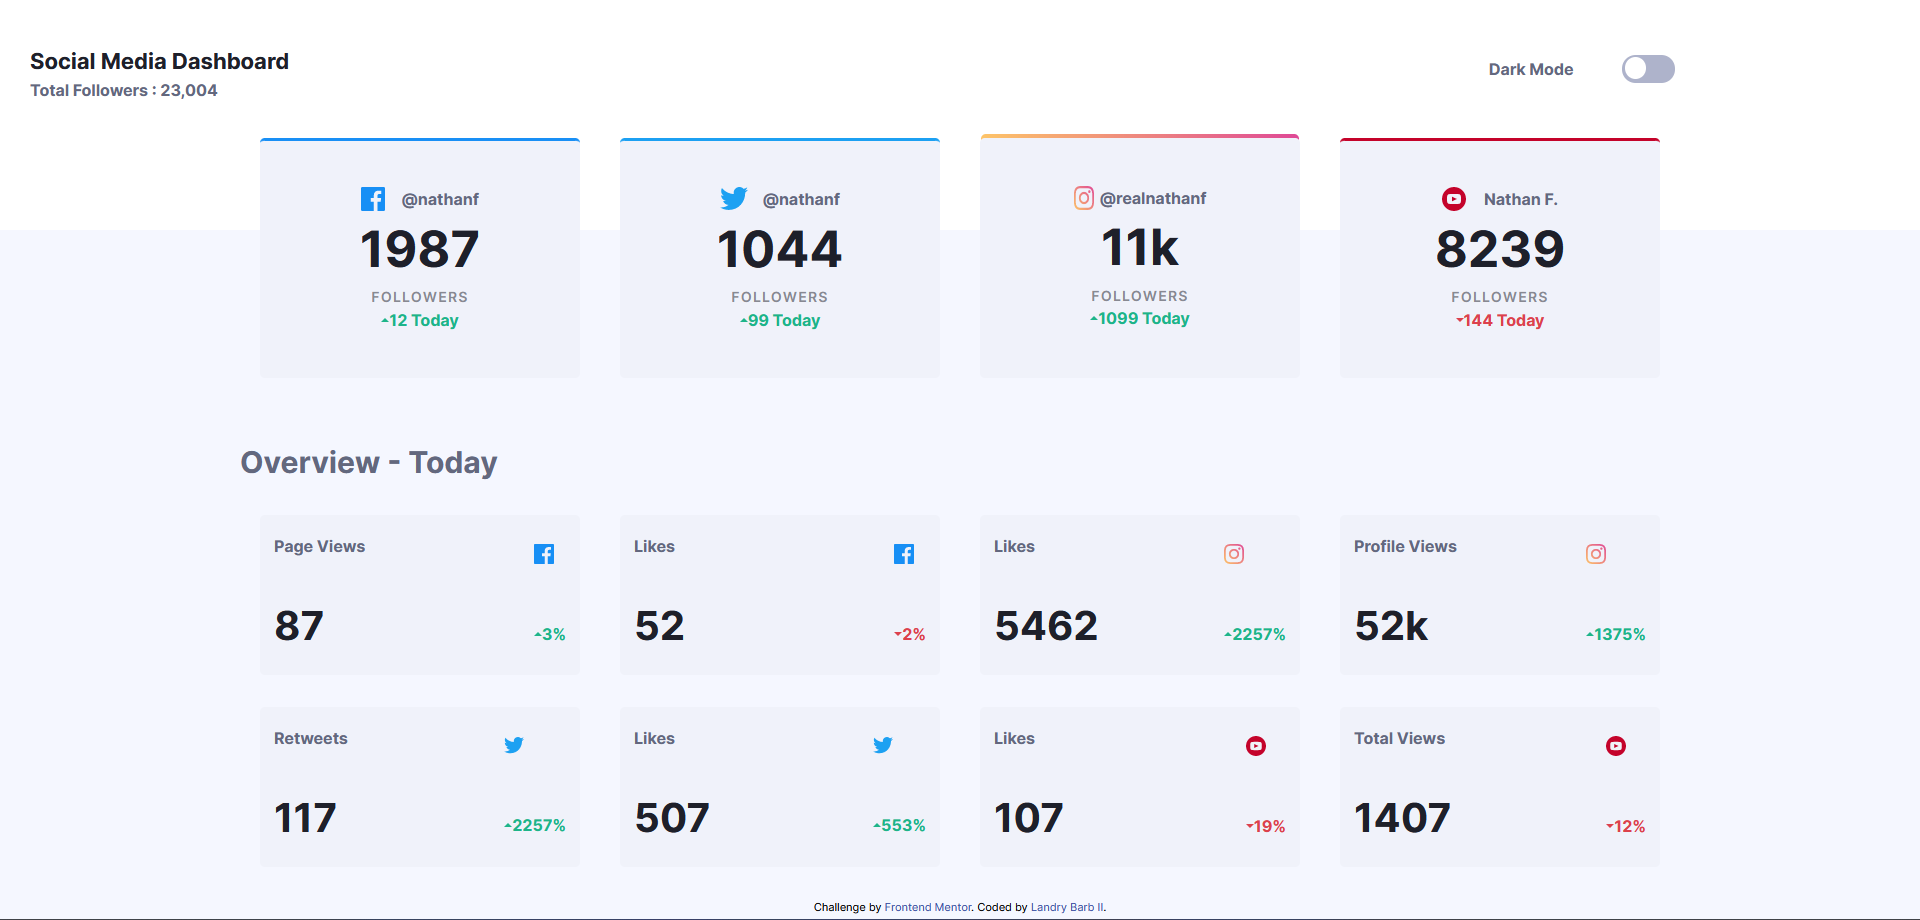 Social Media Dashboard
Total Followers : 23,004
Dark Mode
@nathanf
1987
FOLLOWERS
12 Today
@nathanf
1044
FOLLOWERS
99 Today
@realnathanf
11k
FOLLOWERS
1099 Today
Nathan F.
8239
FOLLOWERS
144 Today
Overview - Today
Page Views
87
3%
Likes
52
2%
Likes
5462
2257%
Profile Views
52k
1375%
Retweets
117
2257%
Likes
507
553%
Likes
107
19%
Total Views
1407
12%
Challenge by Frontend Mentor. Coded by Landry Barb II.